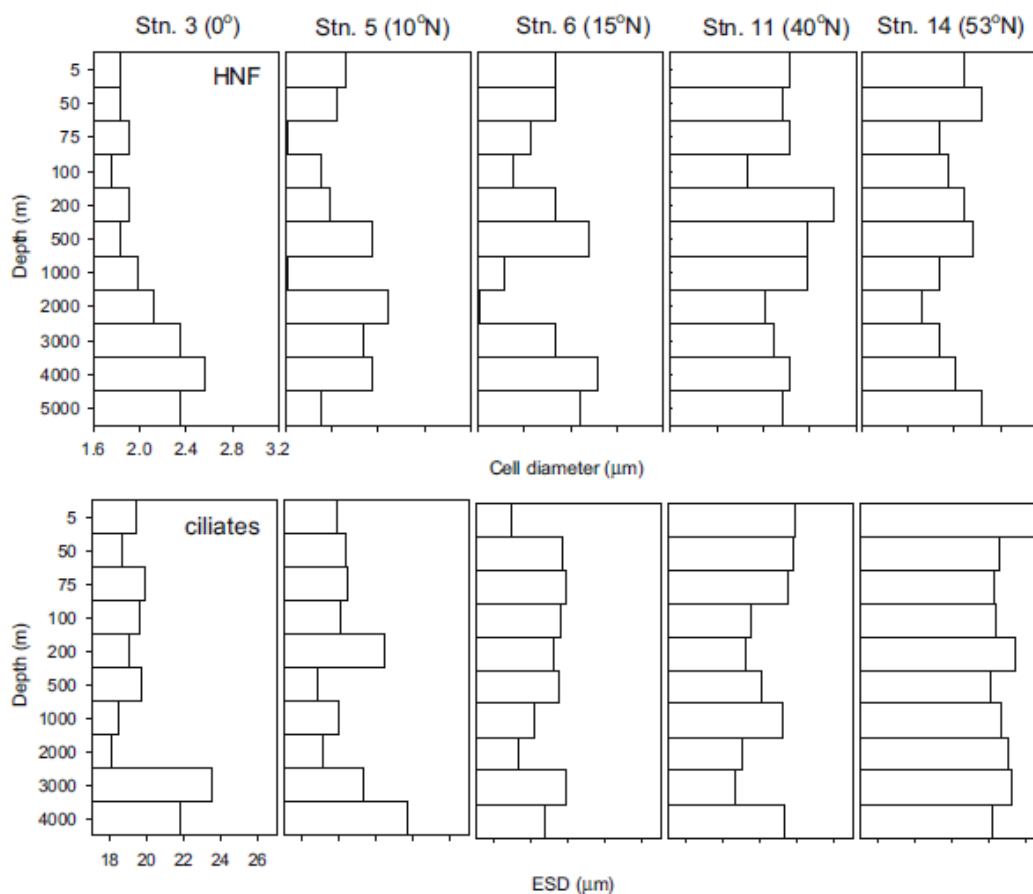 Stn. 3 (0°) Stn. 5 (10°N) Stn. 6 (15°N) Stn. 11 (40°N) Stn. 14 (53°N)
HNF
Depth (m)
5
50
75
100
200
500
1000
2000
3000
4000
5000
1.6 2.0 2.4 2.8 3.2
Cell diameter (μm)
ciliates
Depth (m)
5
50
75
100
200
500
1000
2000
3000
4000
18 20 22 24 26
ESD (μm)